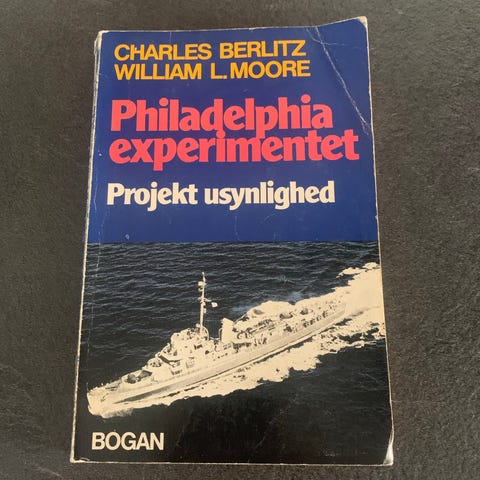 CHARLES BERLITZ
WILLIAM L. MOORE
Philadelphia
experimentet
Projekt usynlighed
BOGAN